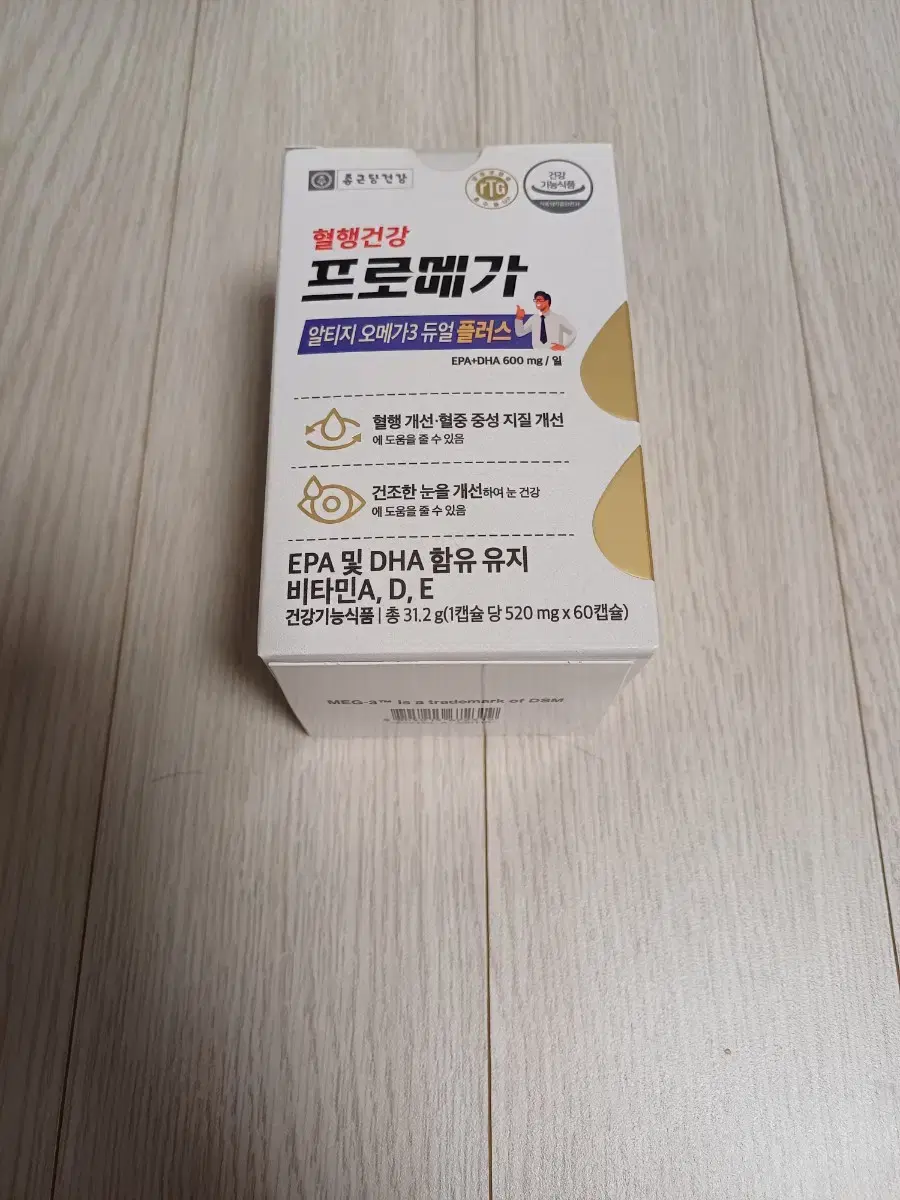 종근당건강
rTG
건강
기능식품
혈행건강
프로메가
알티지 오메가3 듀얼 플러스
EPA+DHA 600 mg / 일
혈행 개선·혈중 중성 지질 개선
에 도움을 줄 수 있음
건조한 눈을 개선하여 눈 건강
에 도움을 줄 수 있음
EPA 및 DHA 함유 유지
비타민A, D, E
건강기능식품 | 총 31.2 g(1캡슐 당 520 mg x 60캡슐)
MEG-3™ is a trademark of DSM